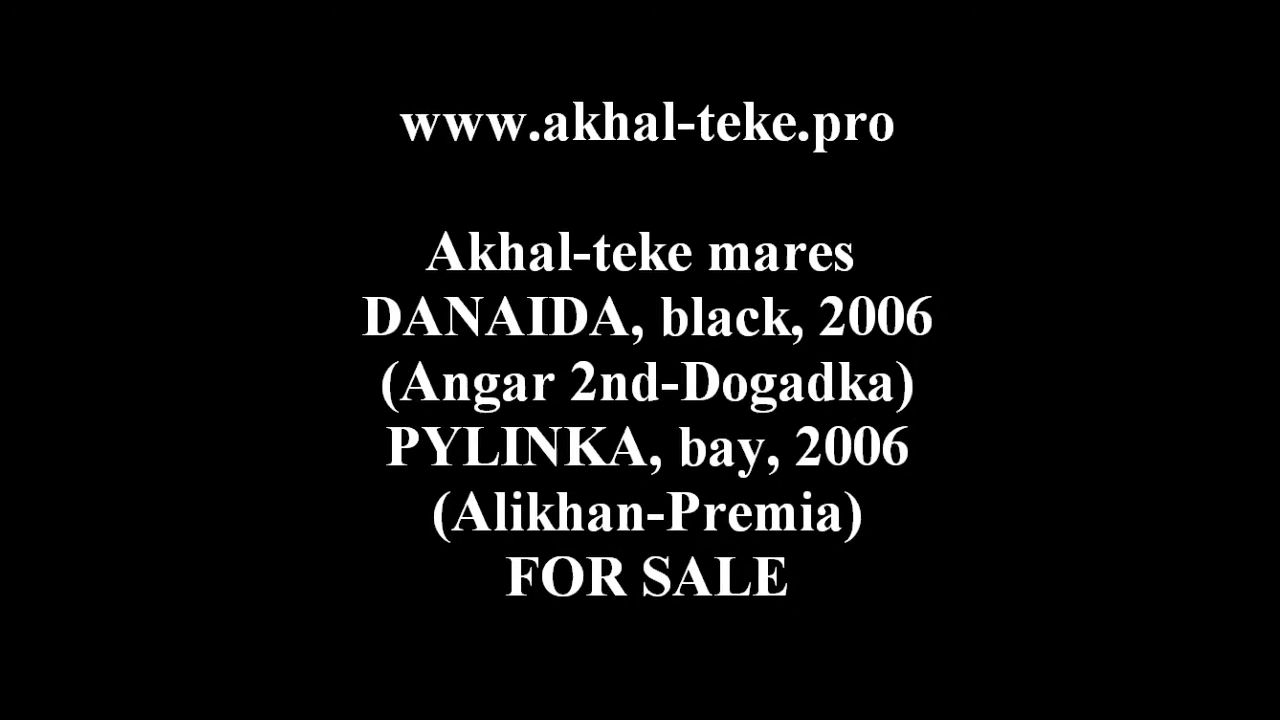 www.akhal-teke.pro
Akhal-teke mares
DANAIDA, black, 2006
(Angar 2nd-Dogadka)
PYLINKA, bay, 2006
(Alikhan-Premia)
FOR SALE